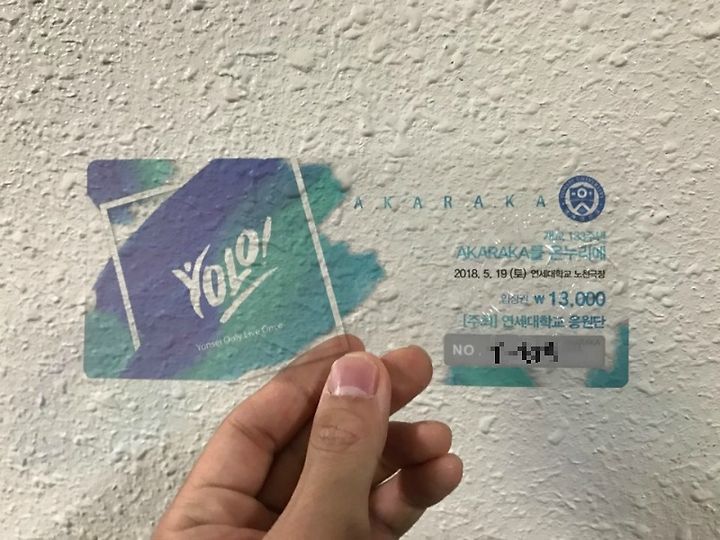 YOLO!
Yonsei Only Live Once
AKARAKA
개교 133주년
AKARAKA를 온누리에
2018. 5. 19 (토) 연세대학교 노천극장
입장권 ₩ 13,000
[주최] 연세대학교 응원단
NO.